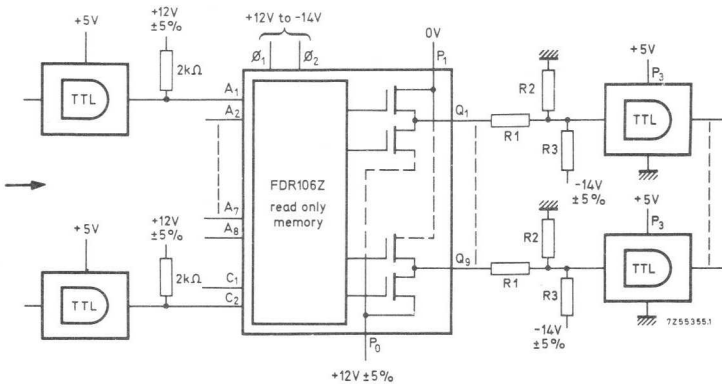 +12V
±5%
+5V
2kΩ
TTL
+12V to -14V
Ø1 Ø2
0V
P1
A1
A2
A7
A8
C1
C2
FDR106Z
read only
memory
Q1
Q9
P0
+12V ±5%
+12V
±5%
+5V
2kΩ
TTL
R1
R2
R3
-14V
±5%
+5V
P3
TTL
R1
R2
R3
-14V
±5%
+5V
P3
TTL
7Z55355.1